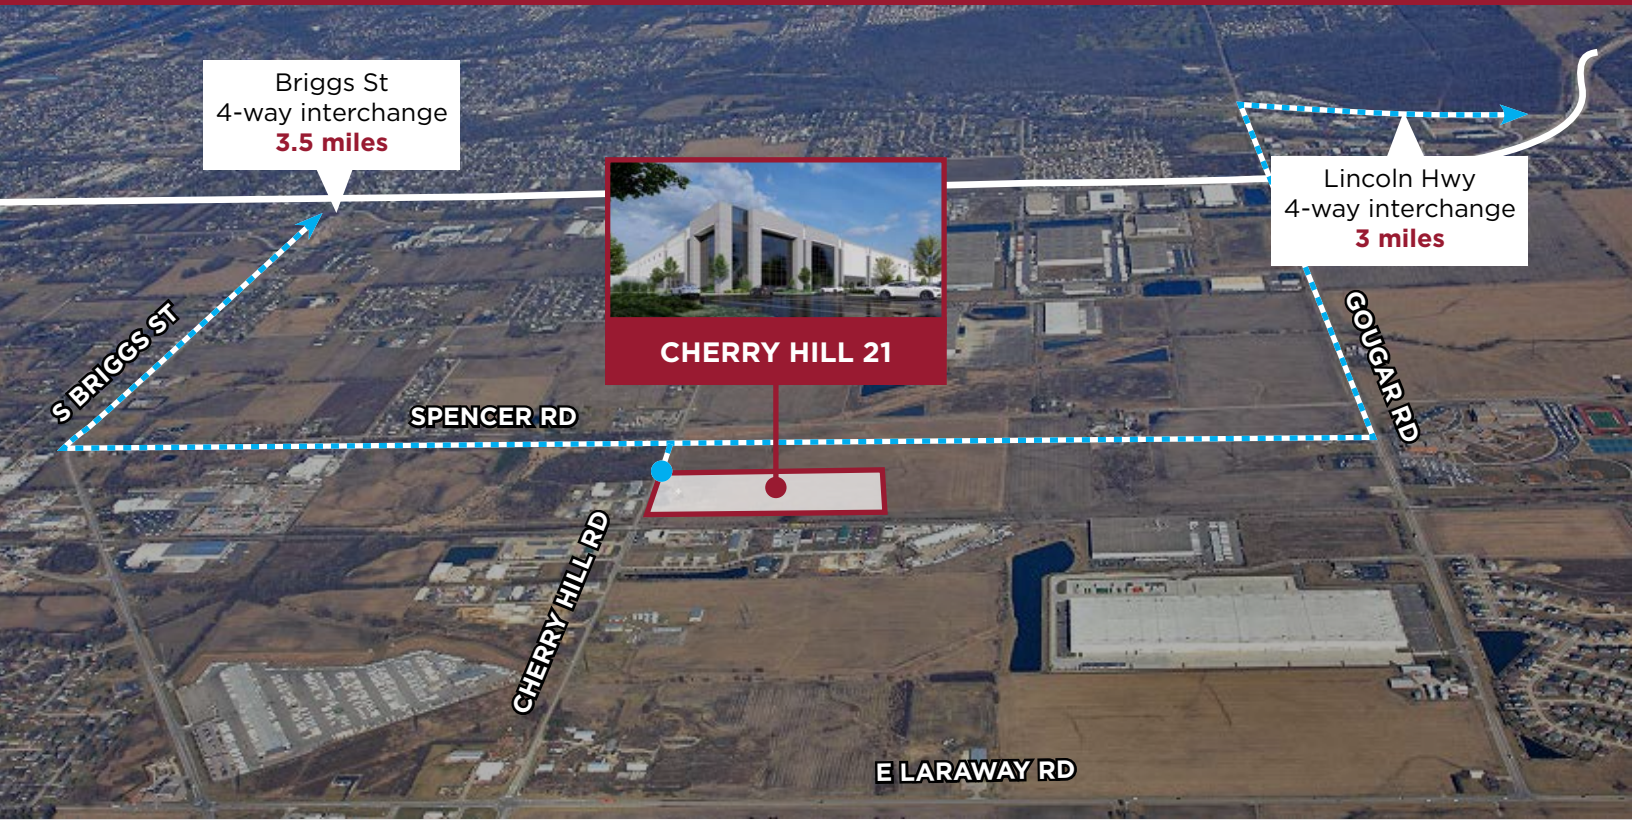 Briggs St
4-way interchange
3.5 miles
Lincoln Hwy
4-way interchange
3 miles
S BRIGGS ST
GOUGAR RD
CHERRY HILL 21
SPENCER RD
CHERRY HILL RD
E LARAWAY RD